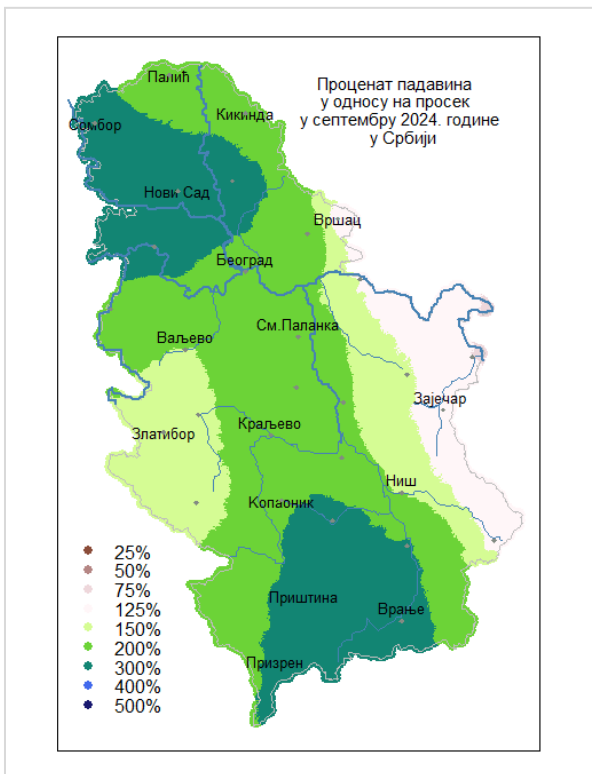 Проценат падавина
у односу на просек
у септембру 2024. године
у Србији
Палић
Кикинда
Сомбор
Нови Сад
Вршац
Београд
См.Паланка
Ваљево
Зајечар
Златибор
Краљево
Ниш
Копаоник
Приштина
Врање
Призрен
25%
50%
75%
125%
150%
200%
300%
400%
500%